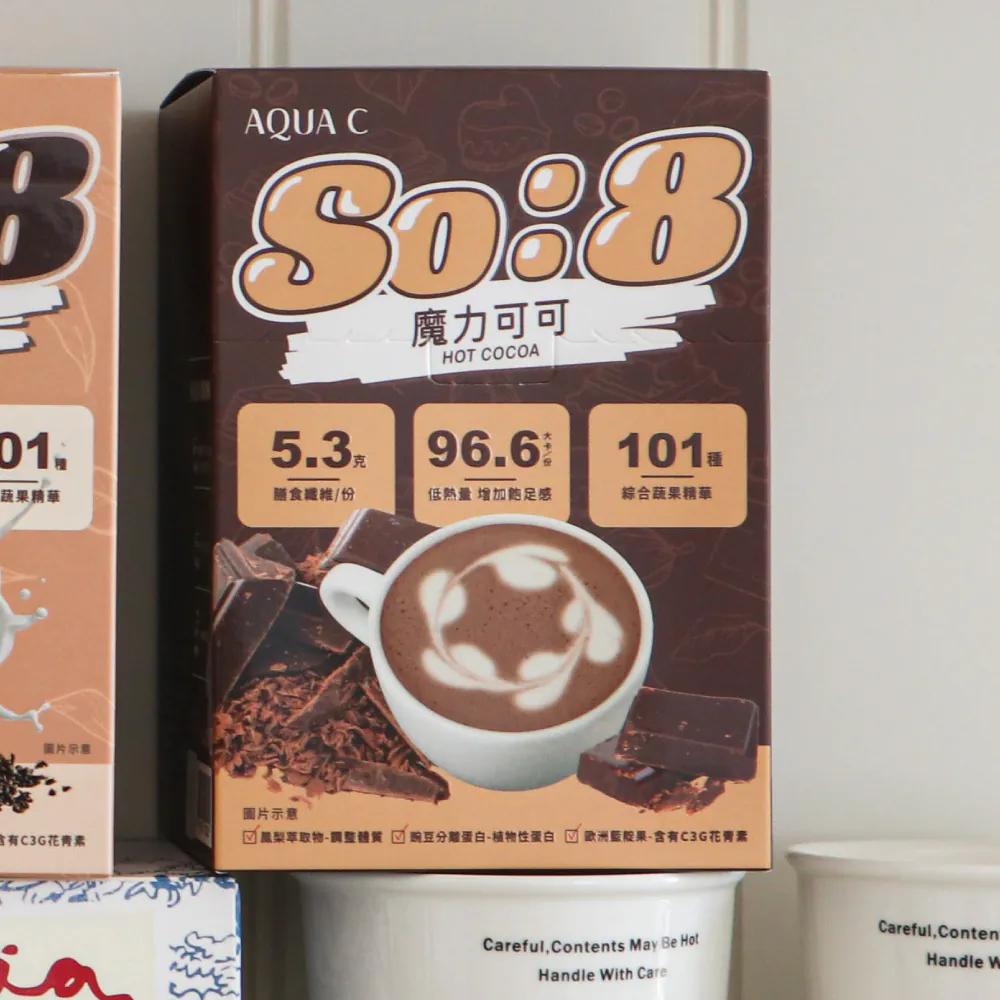 AQUA C
So:8
魔力可可
HOT COCOA
5.3克
膳食纖維/份
96.6大卡/份
低熱量 增加飽足感
101種
綜合蔬果精華
圖片示意
鳳梨萃取物-調整體質 豌豆分離蛋白-植物性蛋白 歐洲藍靛果-含有C3G花青素
8
01種
蔬果精華
圖片示意
含有C3G花青素
ia
Careful,Contents May Be Hot
Handle With Care
Careful,Conten
Handle W